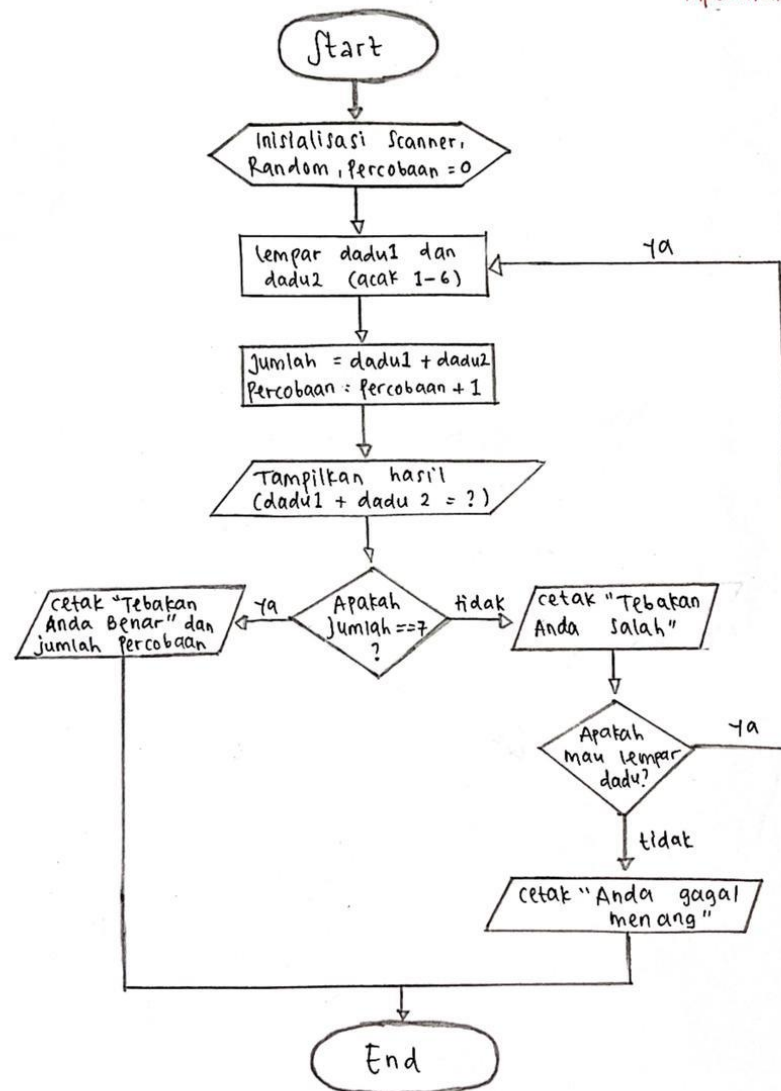 Start
Inisialisasi Scanner,
Random, Percobaan = 0
lempar dadu1 dan
dadu2 (acak 1-6)
ya
Jumlah = dadu1 + dadu2
Percobaan = Percobaan + 1
Tampilkan hasil
(dadu1 + dadu 2 = ?)
Apakah
Jumlah ==7
?
ya
tidak
cetak "Tebakan
Anda Benar" dan
jumlah Percobaan
cetak "Tebakan
Anda Salah"
Apakah
mau lempar
dadu?
ya
tidak
cetak "Anda gagal
menang"
End